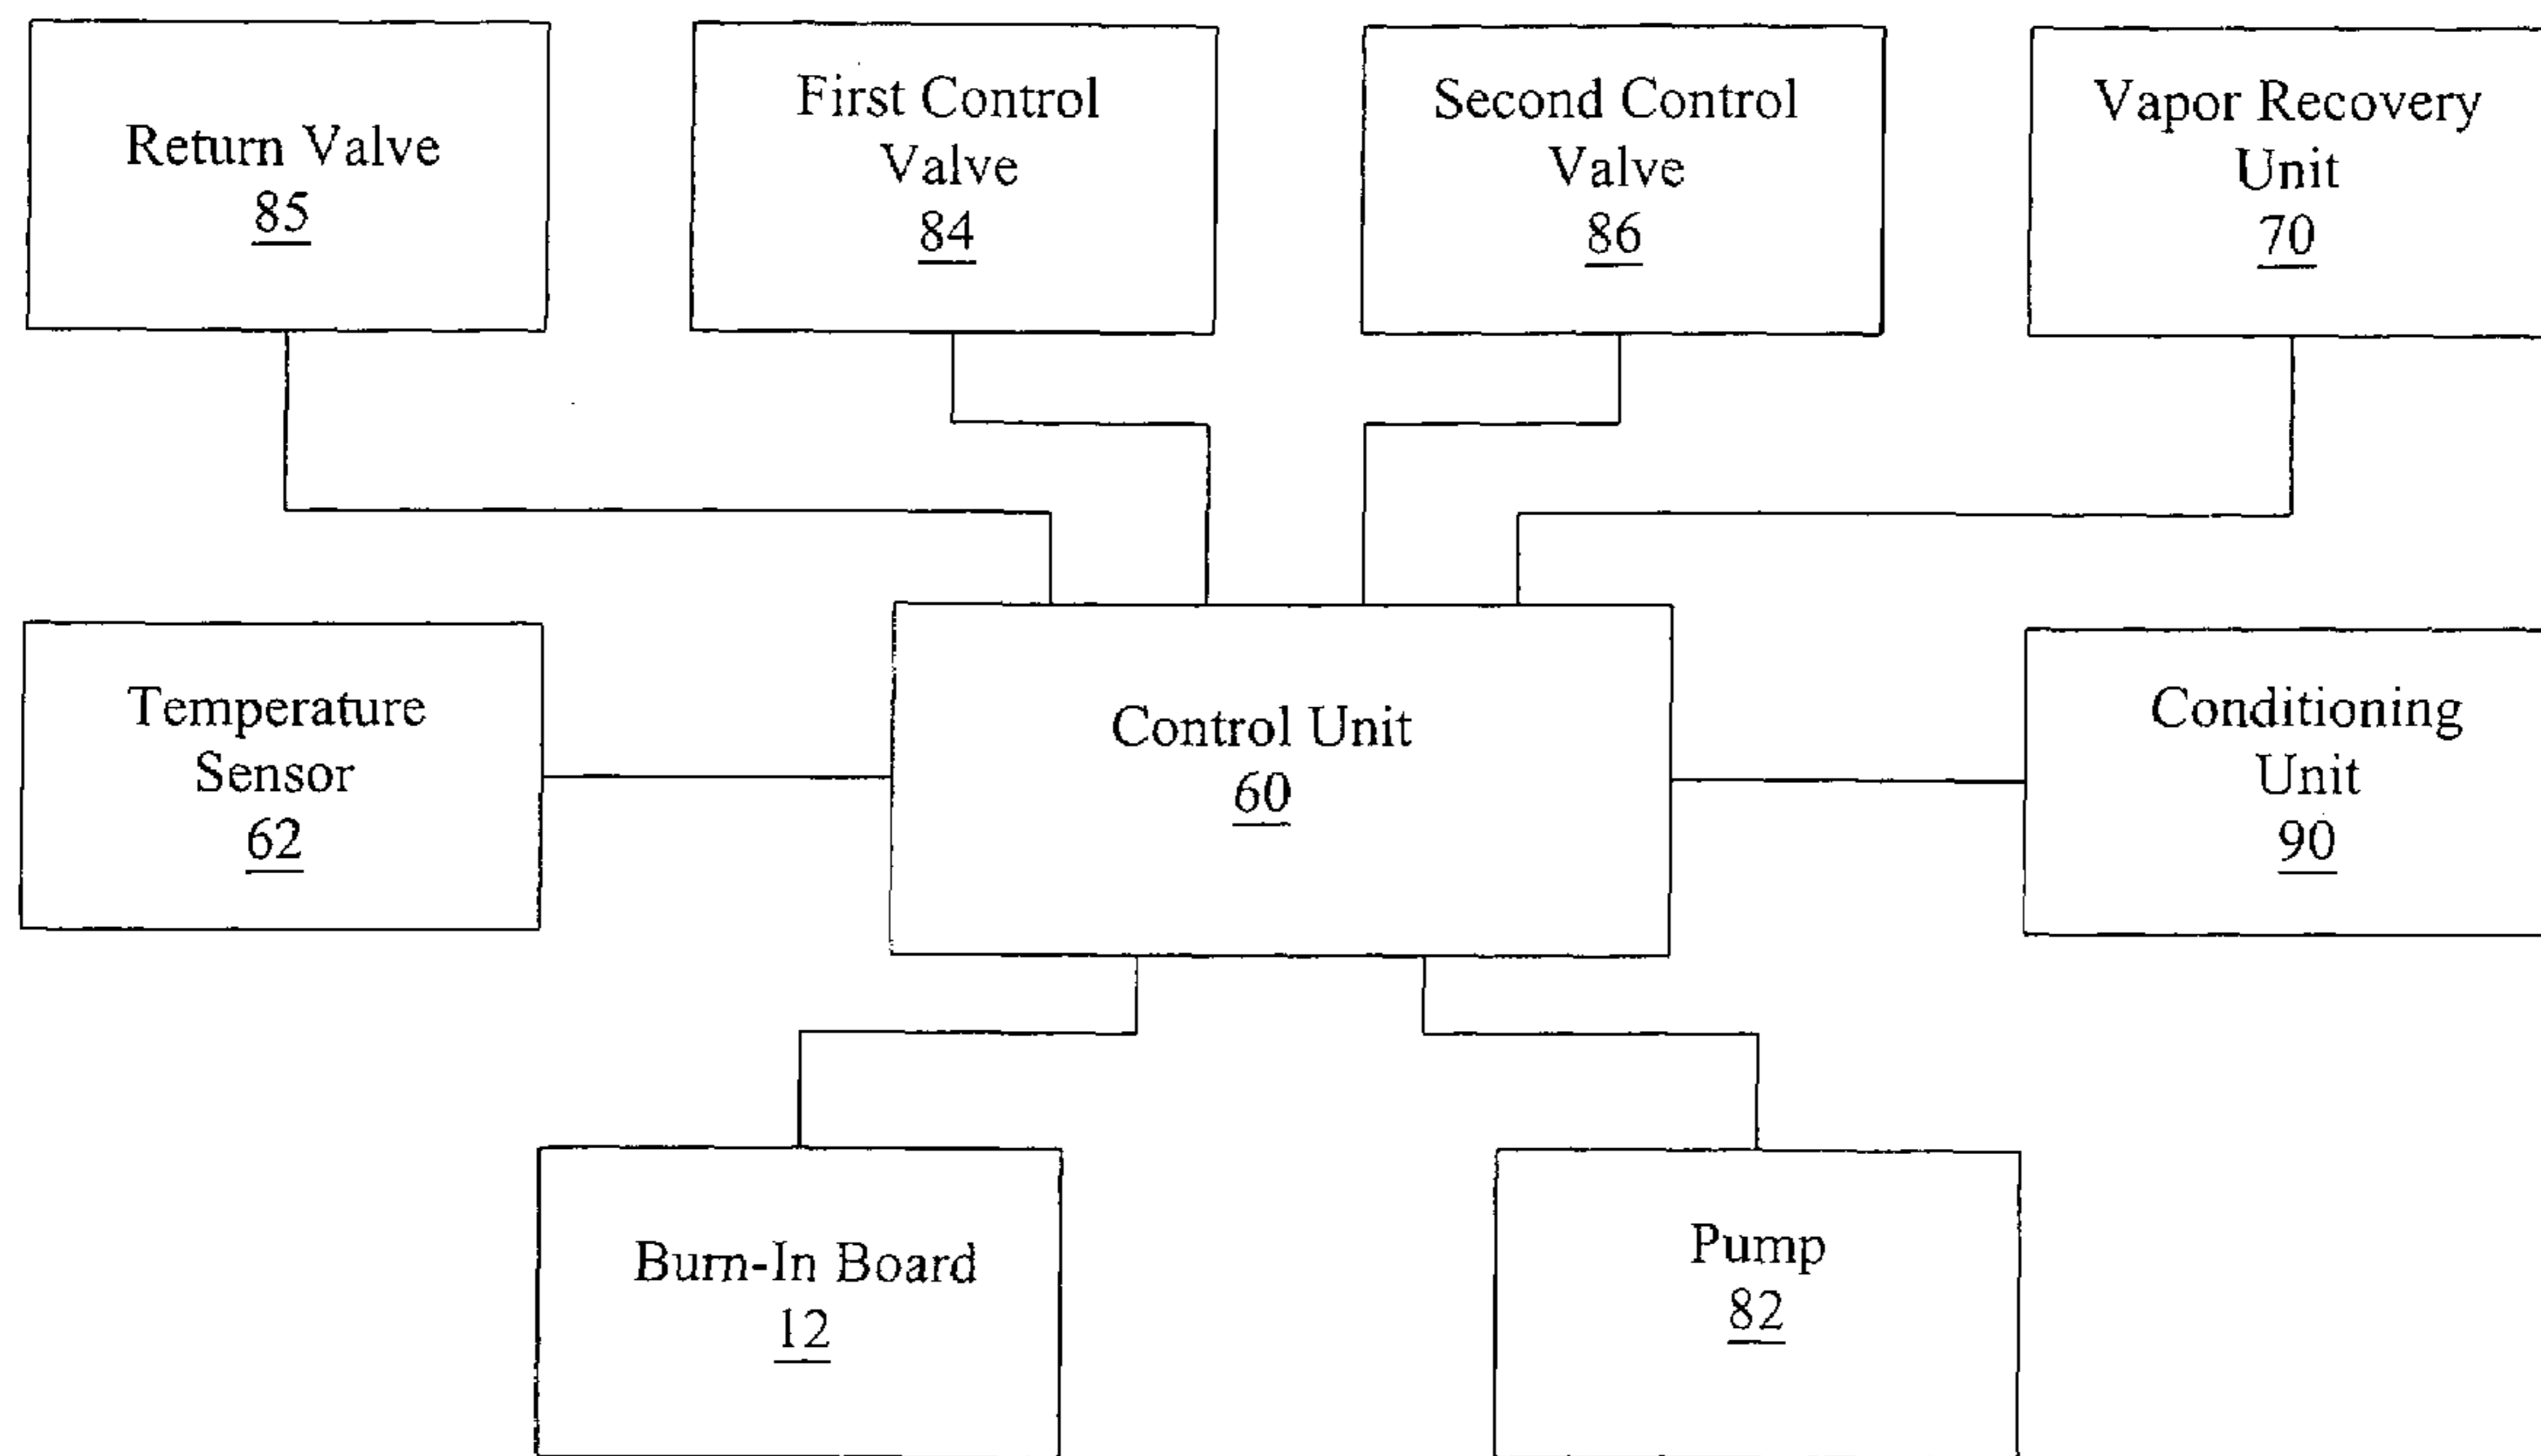 Return Valve
85
First Control
Valve
84
Second Control
Valve
86
Vapor Recovery
Unit
70
Temperature
Sensor
62
Control Unit
60
Conditioning
Unit
90
Burn-In Board
12
Pump
82